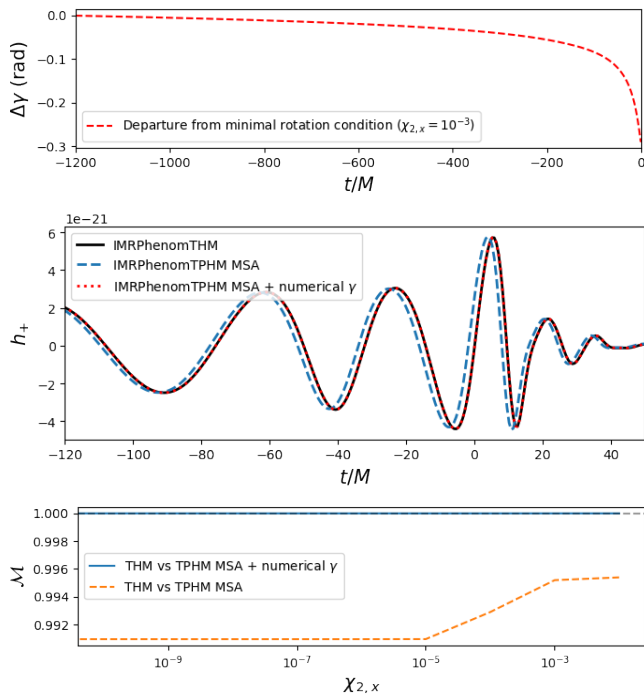 0.0
−0.1
−0.2
−0.3
Δγ (rad)
Departure from minimal rotation condition (χ2,x = 10−3)
−1200 −1000 −800 −600 −400 −200 0
t/M
1e−21
6
4
2
0
−2
−4
h+
IMRPhenomTHM
IMRPhenomTPHM MSA
IMRPhenomTPHM MSA + numerical γ
−120 −100 −80 −60 −40 −20 0 20 40
t/M
1.000
0.998
0.996
0.994
0.992
ℳ
THM vs TPHM MSA + numerical γ
THM vs TPHM MSA
10−9 10−7 10−5 10−3
χ2, x